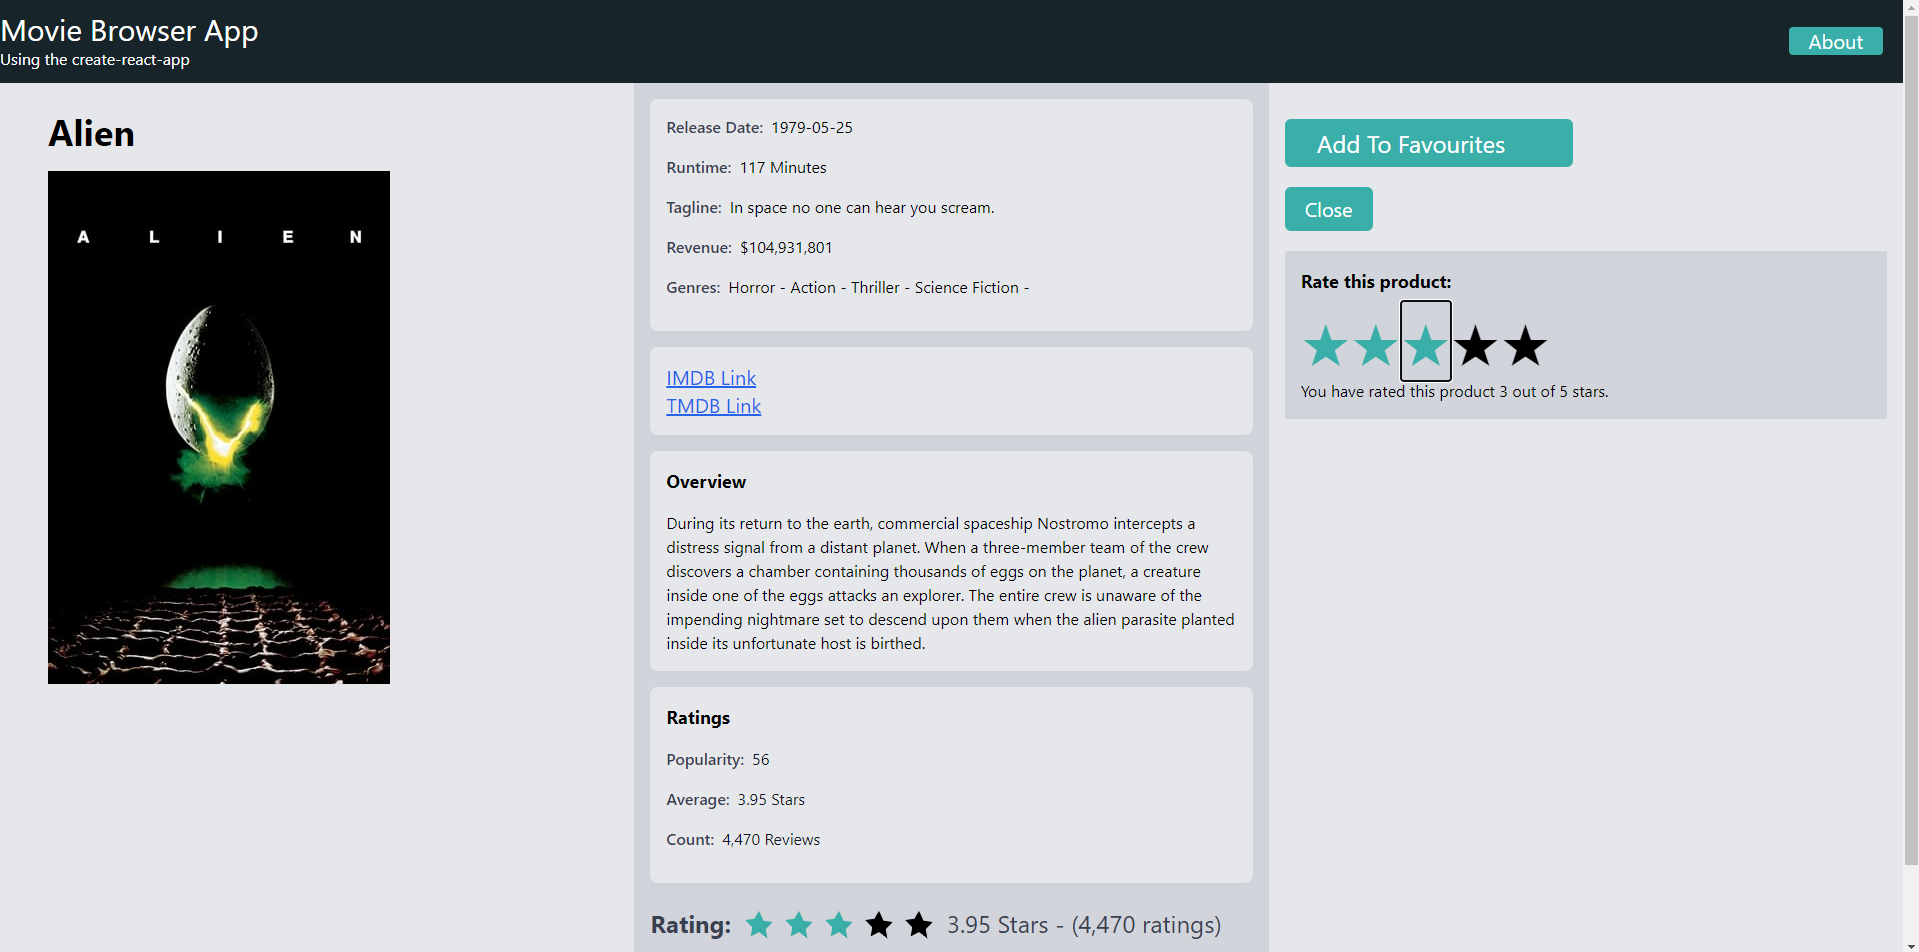 Movie Browser App
Using the create-react-app
About
Alien
A L I E N
Release Date: 1979-05-25
Runtime: 117 Minutes
Tagline: In space no one can hear you scream.
Revenue: $104,931,801
Genres: Horror - Action - Thriller - Science Fiction -
IMDB Link
TMDB Link
Overview
During its return to the earth, commercial spaceship Nostromo intercepts a
distress signal from a distant planet. When a three-member team of the crew
discovers a chamber containing thousands of eggs on the planet, a creature
inside one of the eggs attacks an explorer. The entire crew is unaware of the
impending nightmare set to descend upon them when the alien parasite planted
inside its unfortunate host is birthed.
Ratings
Popularity: 56
Average: 3.95 Stars
Count: 4,470 Reviews
Rating: 3.95 Stars - (4,470 ratings)
Add To Favourites
Close
Rate this product:
You have rated this product 3 out of 5 stars.